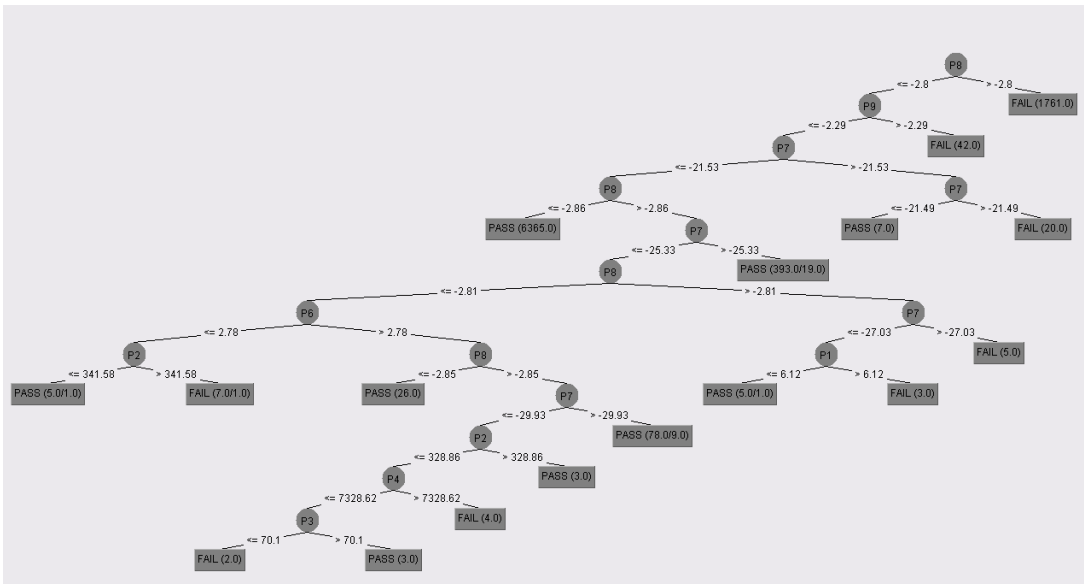 P8
<= -2.8 > -2.8
P9 FAIL (1761.0)
<= -2.29 > -2.29
P7 FAIL (42.0)
<= -21.53 > -21.53
P8 P7
<= -2.86 > -2.86 <= -21.49 > -21.49
PASS (6365.0) P7 PASS (7.0) FAIL (20.0)
<= -25.33 > -25.33
P8 PASS (393.0/19.0)
<= -2.81 > -2.81
P6 P7
<= 2.78 > 2.78 <= -27.03 > -27.03
P2 P8 P1 FAIL (5.0)
<= 341.58 > 341.58 <= -2.85 > -2.85 <= 6.12 > 6.12
PASS (5.0/1.0) FAIL (7.0/1.0) PASS (26.0) P7 PASS (5.0/1.0) FAIL (3.0)
<= -29.93 > -29.93
P2 PASS (78.0/9.0)
<= 328.86 > 328.86
P4 PASS (3.0)
<= 7328.62 > 7328.62
P3 FAIL (4.0)
<= 70.1 > 70.1
FAIL (2.0) PASS (3.0)